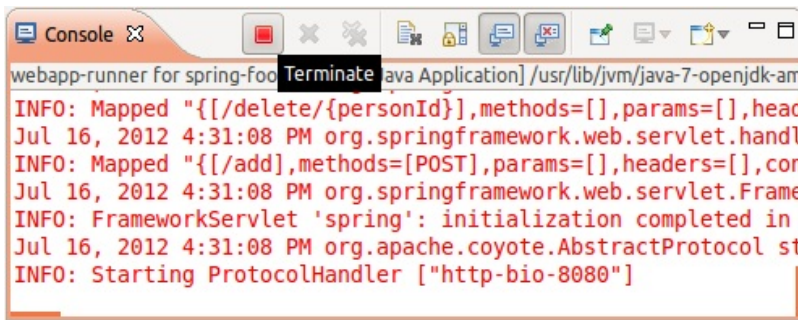 Console
webapp-runner for spring-foo Terminate Java Application] /usr/lib/jvm/java-7-openjdk-am
INFO: Mapped "{[/delete/{personId}],methods=[],params=[],head
Jul 16, 2012 4:31:08 PM org.springframework.web.servlet.handl
INFO: Mapped "{[/add],methods=[POST],params=[],headers=[],con
Jul 16, 2012 4:31:08 PM org.springframework.web.servlet.Frame
INFO: FrameworkServlet 'spring': initialization completed in
Jul 16, 2012 4:31:08 PM org.apache.coyote.AbstractProtocol st
INFO: Starting ProtocolHandler ["http-bio-8080"]